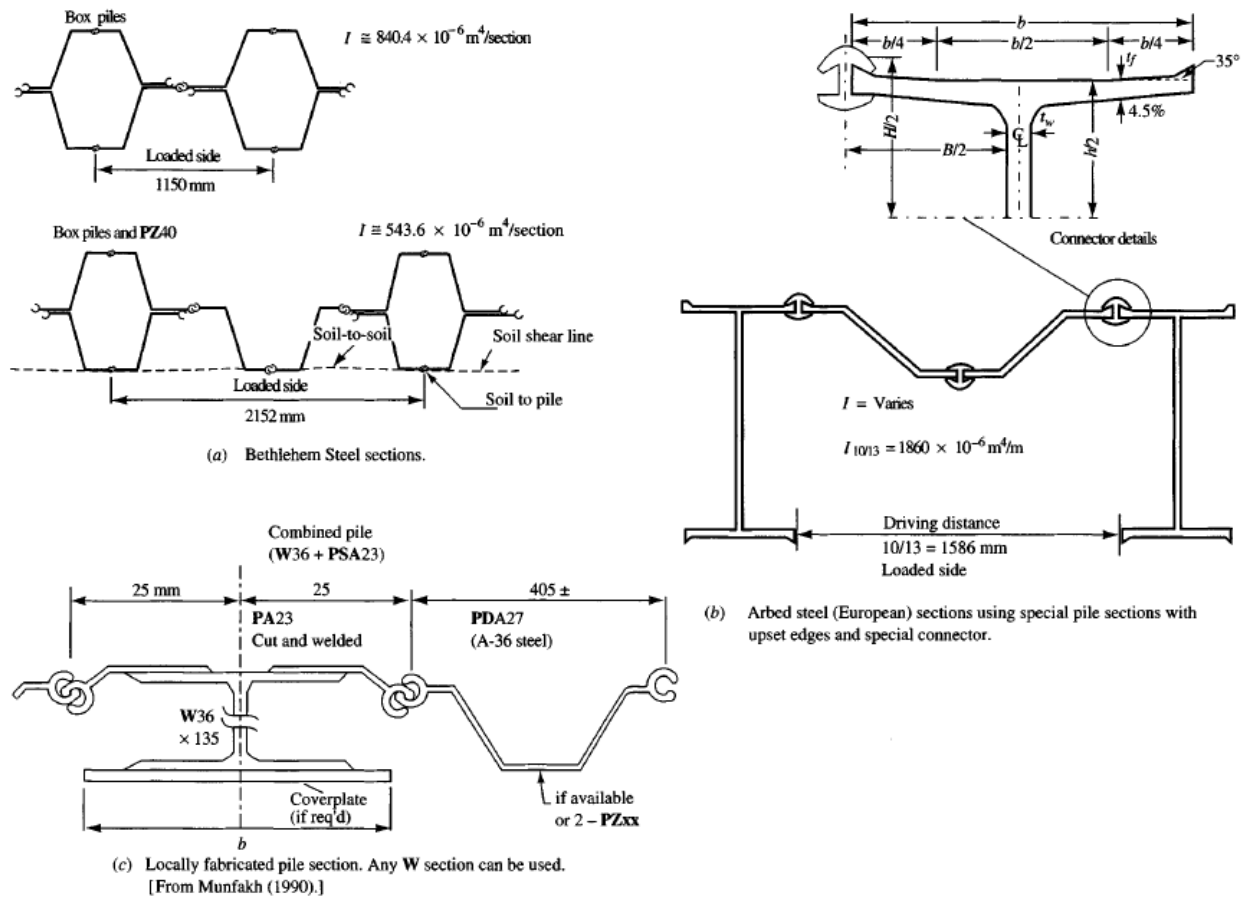 Box piles
I ≅ 840.4 × 10⁻⁶ m⁴/section
Loaded side
1150 mm
Box piles and PZ40
I ≅ 543.6 × 10⁻⁶ m⁴/section
Soil-to-soil
Soil shear line
Loaded side
Soil to pile
2152 mm
(a) Bethlehem Steel sections.
b
b/4
b/2
b/4
t_f
35°
H/2
B/2
C̲L
t_w
h/2
4.5%
Connector details
I = Varies
I 10/13 = 1860 × 10⁻⁶ m⁴/m
Driving distance
10/13 = 1586 mm
Loaded side
(b) Arbed steel (European) sections using special pile sections with
upset edges and special connector.
Combined pile
(W36 + PSA23)
25 mm
25
405 ±
PA23
Cut and welded
PDA27
(A-36 steel)
W36
× 135
Coverplate
(if req'd)
if available
or 2 – PZxx
b
(c) Locally fabricated pile section. Any W section can be used.
[From Munfakh (1990).]